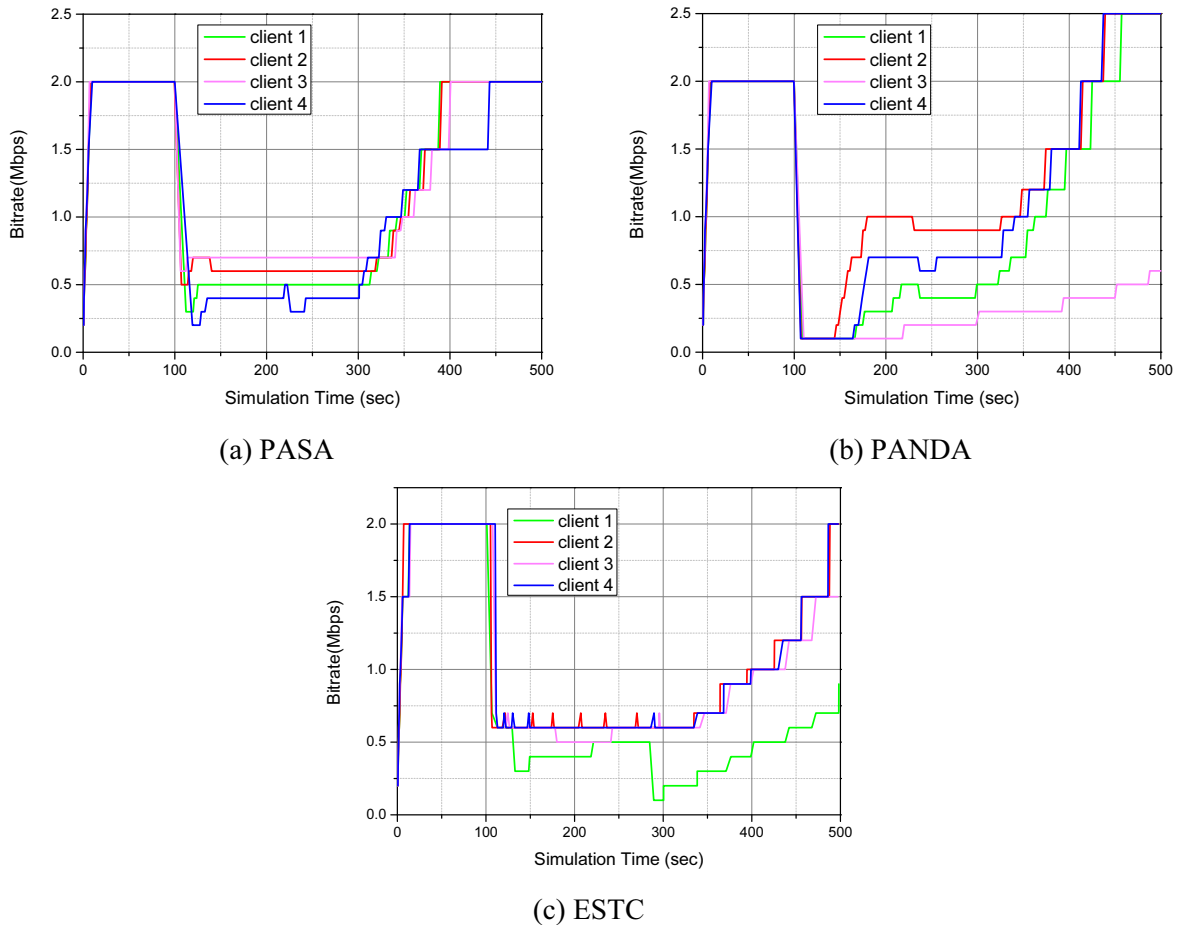 2.5
2.0
1.5
1.0
0.5
0.0
Bitrate(Mbps)
client 1
client 2
client 3
client 4
0
100
200
300
400
500
Simulation Time (sec)
(a) PASA
2.5
2.0
1.5
1.0
0.5
0.0
Bitrate(Mbps)
client 1
client 2
client 3
client 4
0
100
200
300
400
500
Simulation Time (sec)
(b) PANDA
2.0
1.5
1.0
0.5
0.0
Bitrate(Mbps)
client 1
client 2
client 3
client 4
0
100
200
300
400
500
Simulation Time (sec)
(c) ESTC